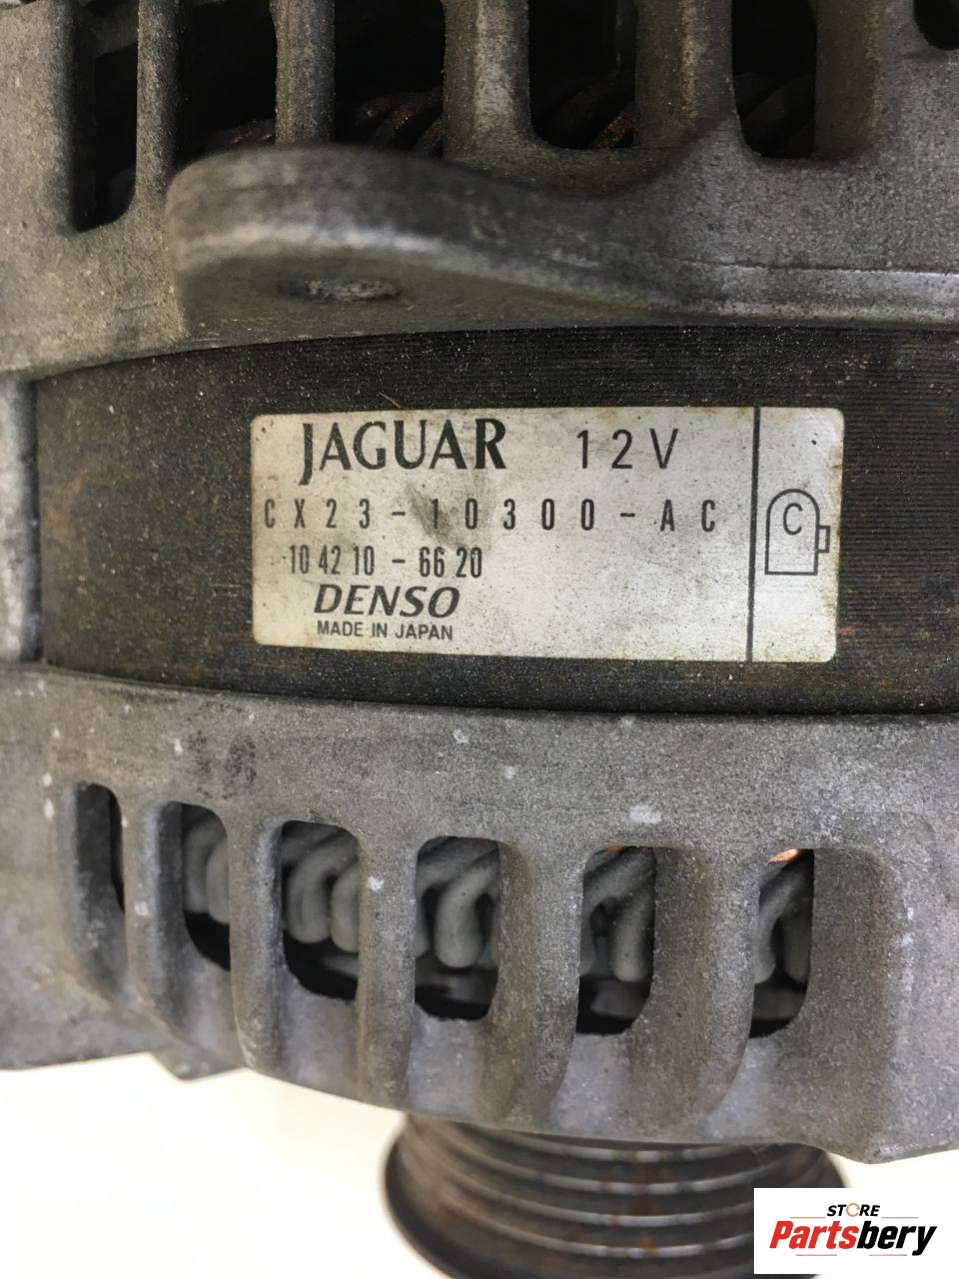 JAGUAR 12V
CX23-10300-AC
104210-6620
DENSO
MADE IN JAPAN
C
STORE
Partsbery